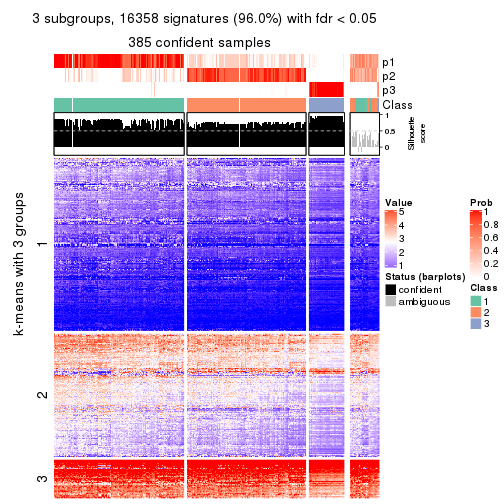 3 subgroups, 16358 signatures (96.0%) with fdr < 0.05
385 confident samples
p1
p2
p3
Class
1
0.5
0
Silhouette
score
k-means with 3 groups
1
2
3
Value
5
4
3
2
1
Status (barplots)
confident
ambiguous
Prob
1
0.8
0.6
0.4
0.2
0
Class
1
2
3